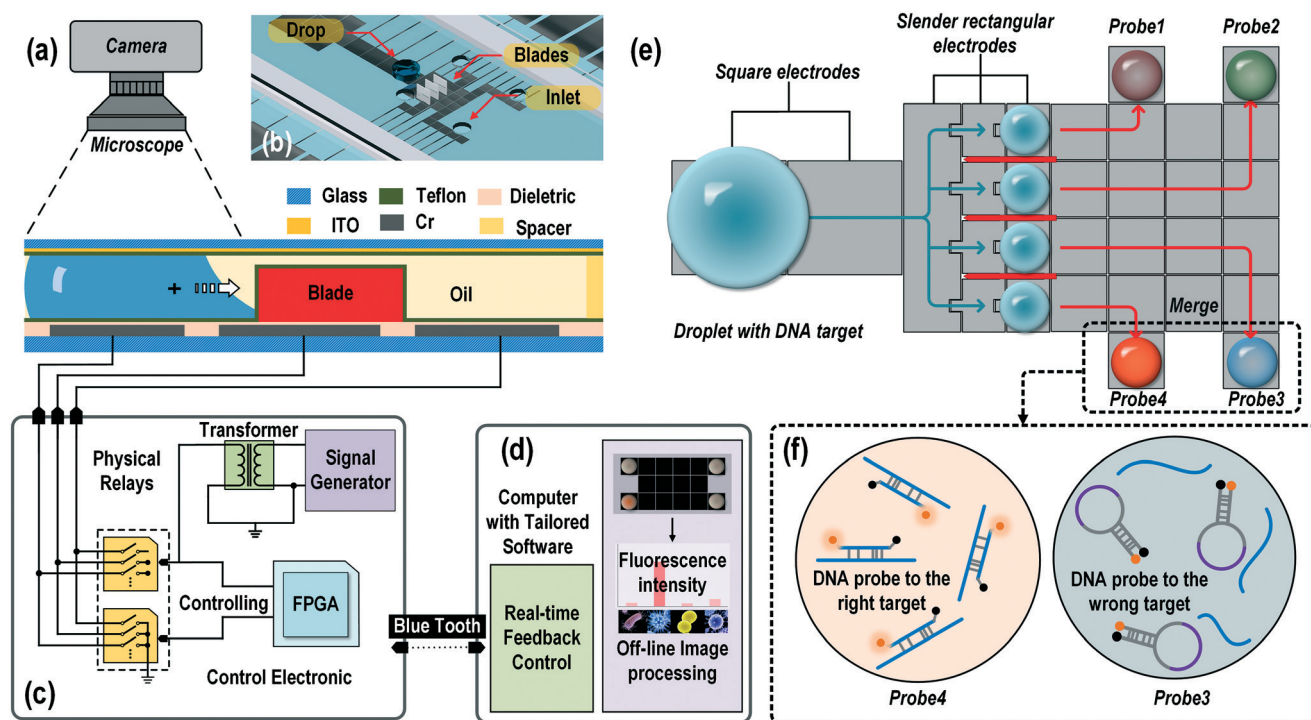 (a)
Camera
Microscope
Drop
Blades
Inlet
(b)
Glass
Teflon
Dieletric
ITO
Cr
Spacer
+
Blade
Oil
Transformer
Physical
Relays
Signal
Generator
Controlling
FPGA
Control Electronic
(c)
Blue Tooth
(d)
Computer
with Tailored
Software
Real-time
Feedback
Control
Fluorescence
intensity
Off-line Image
processing
(e)
Square electrodes
Slender rectangular
electrodes
Probe1
Probe2
Droplet with DNA target
Merge
Probe4
Probe3
(f)
DNA probe to the
right target
Probe4
DNA probe to the
wrong target
Probe3